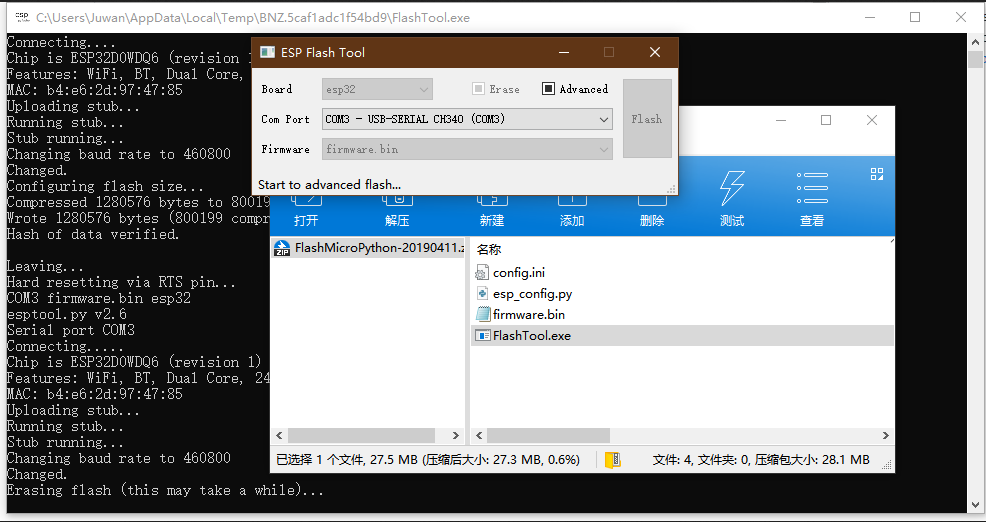 C:\Users\Juwan\AppData\Local\Temp\BNZ.5caf1adc1f54bd9\FlashTool.exe
Connecting....
Chip is ESP32D0WDQ6 (revision 1
Features: WiFi, BT, Dual Core,
MAC: b4:e6:2d:97:47:85
Uploading stub...
Running stub...
Stub running...
Changing baud rate to 460800
Changed.
Configuring flash size...
Compressed 1280576 bytes to 800199
Wrote 1280576 bytes (800199 compr
Hash of data verified.
Leaving...
Hard resetting via RTS pin...
COM3 firmware.bin esp32
esptool.py v2.6
Serial port COM3
Connecting.....
Chip is ESP32D0WDQ6 (revision 1)
Features: WiFi, BT, Dual Core, 24
MAC: b4:e6:2d:97:47:85
Uploading stub...
Running stub...
Stub running...
Changing baud rate to 460800
Changed.
Erasing flash (this may take a while)...
ESP Flash Tool
Board esp32 Erase Advanced
Com Port COM3 - USB-SERIAL CH340 (COM3) Flash
Firmware firmware.bin
Start to advanced flash...
打开 解压 新建 添加 删除 测试 查看
ZIP FlashMicroPython-20190411.z
名称
config.ini
esp_config.py
firmware.bin
FlashTool.exe
已选择 1 个文件, 27.5 MB (压缩后大小: 27.3 MB, 0.6%) 文件: 4, 文件夹: 0, 压缩包大小: 28.1 MB